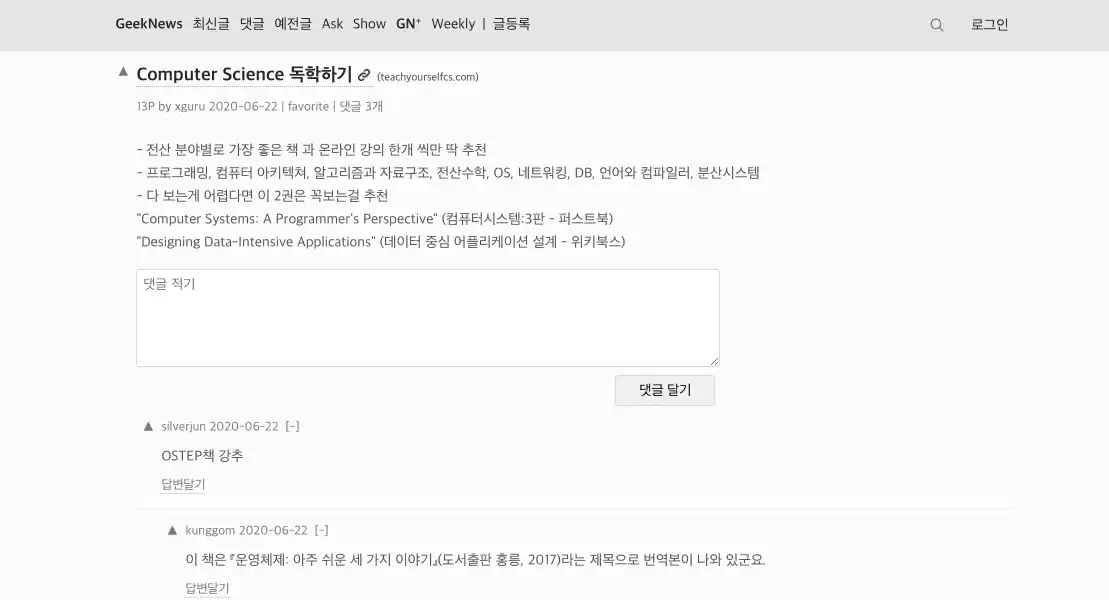 GeekNews 최신글 댓글 예전글 Ask Show GN+ Weekly | 글등록 로그인
▲ Computer Science 독학하기 (teachyourselfcs.com)
13P by xguru 2020-06-22 | favorite | 댓글 3개
- 전산 분야별로 가장 좋은 책 과 온라인 강의 한개 씩만 딱 추천
- 프로그래밍, 컴퓨터 아키텍쳐, 알고리즘과 자료구조, 전산수학, OS, 네트워킹, DB, 언어와 컴파일러, 분산시스템
- 다 보는게 어렵다면 이 2권은 꼭보는걸 추천
"Computer Systems: A Programmer's Perspective" (컴퓨터시스템:3판 - 퍼스트북)
"Designing Data-Intensive Applications" (데이터 중심 어플리케이션 설계 - 위키북스)
댓글 적기
댓글 달기
▲ silverjun 2020-06-22 [-]
OSTEP책 강추
답변달기
▲ kunggom 2020-06-22 [-]
이 책은 『운영체제: 아주 쉬운 세 가지 이야기』(도서출판 홍릉, 2017)라는 제목으로 번역본이 나와 있군요.
답변달기